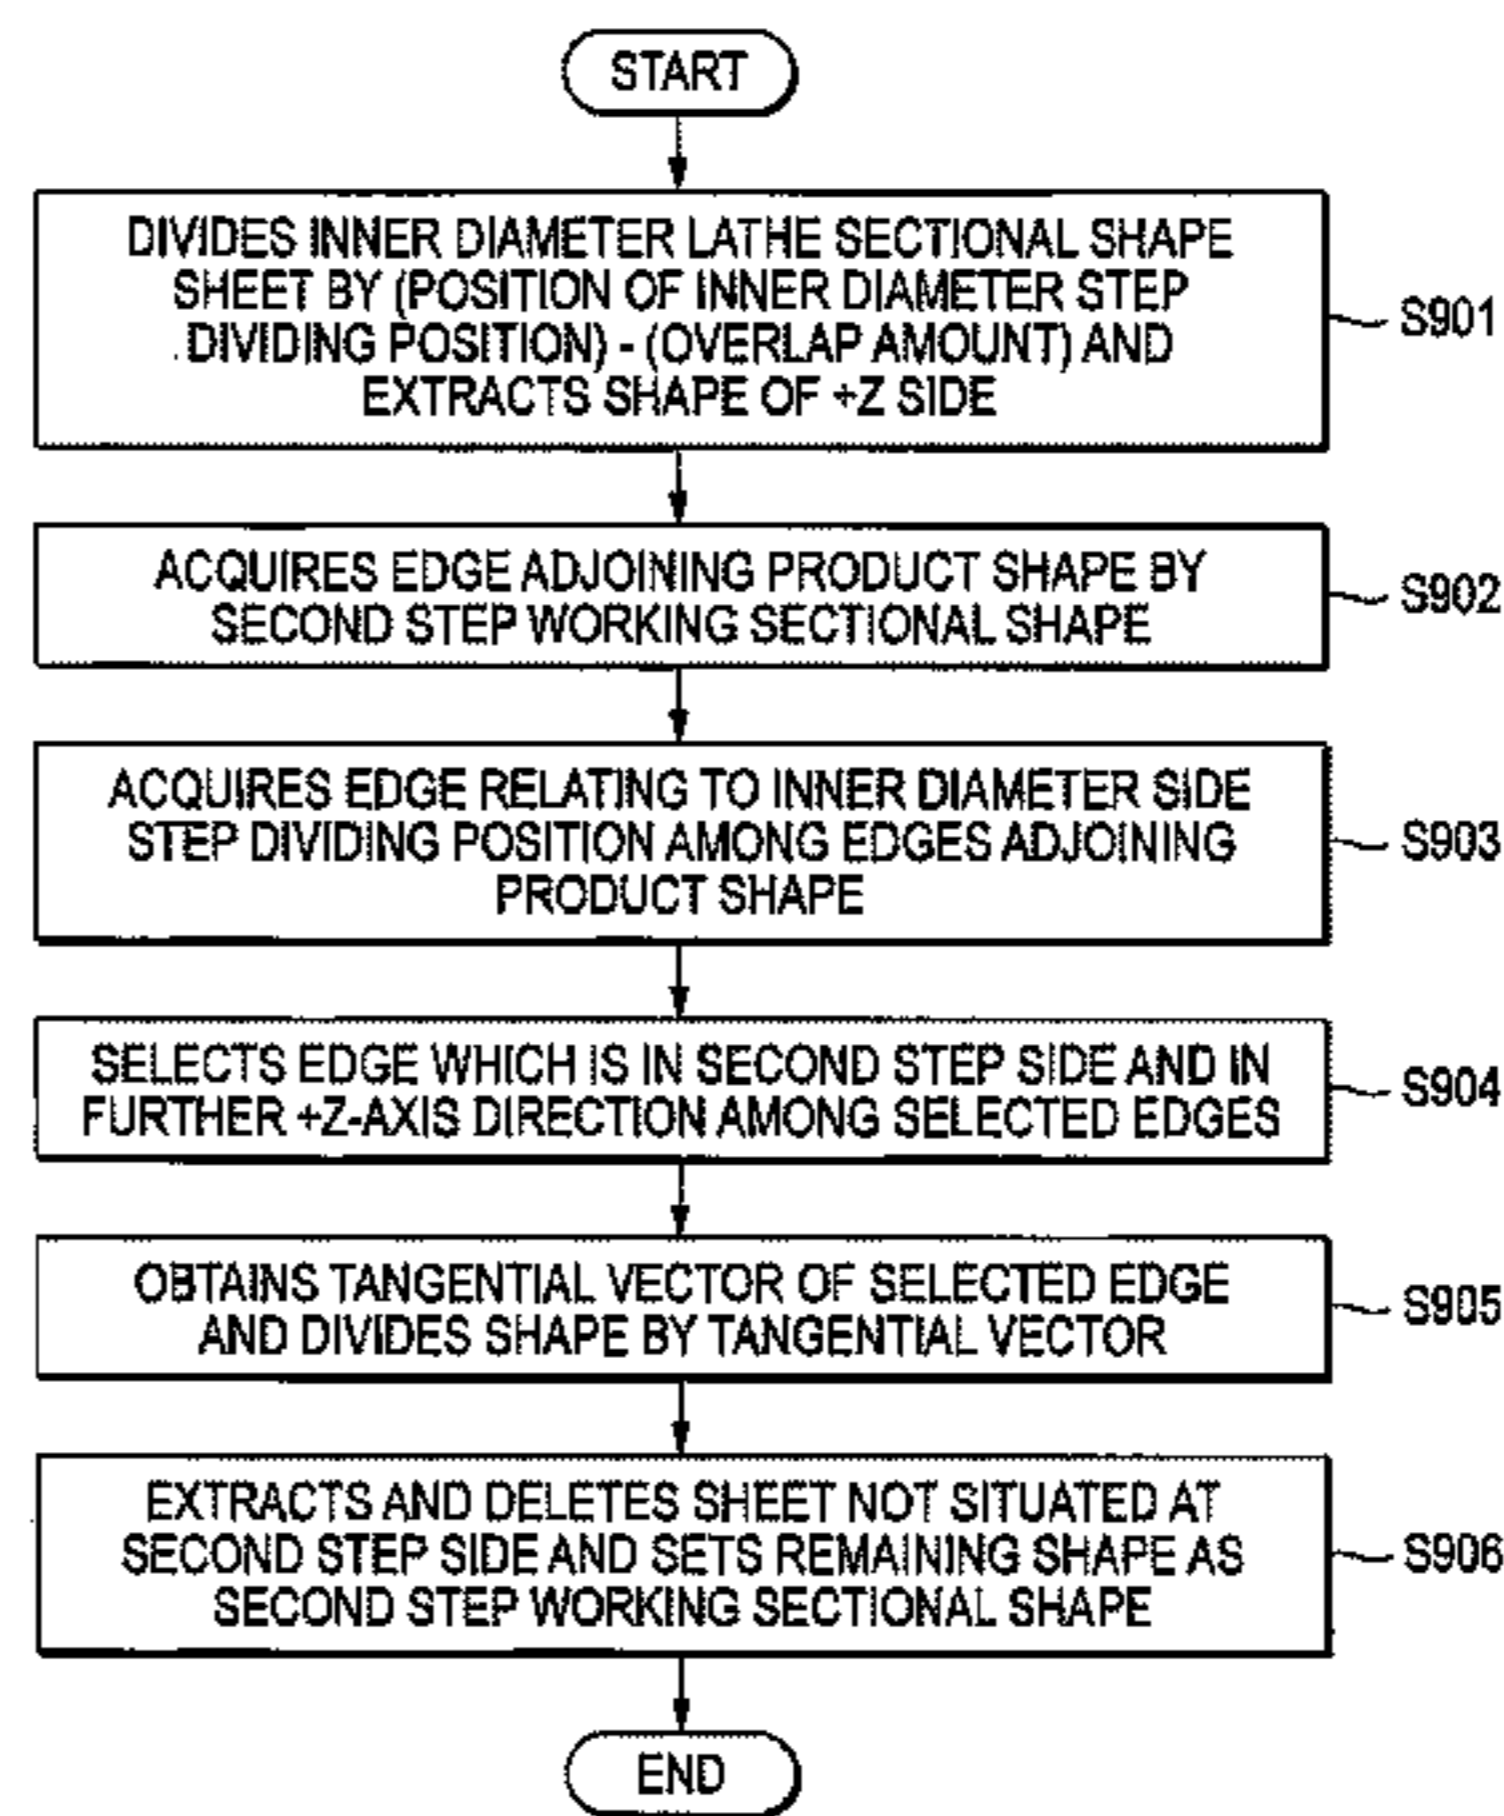 START
DIVIDES INNER DIAMETER LATHE SECTIONAL SHAPE
SHEET BY (POSITION OF INNER DIAMETER STEP
DIVIDING POSITION) - (OVERLAP AMOUNT) AND
EXTRACTS SHAPE OF +Z SIDE
S901
ACQUIRES EDGE ADJOINING PRODUCT SHAPE BY
SECOND STEP WORKING SECTIONAL SHAPE
S902
ACQUIRES EDGE RELATING TO INNER DIAMETER SIDE
STEP DIVIDING POSITION AMONG EDGES ADJOINING
PRODUCT SHAPE
S903
SELECTS EDGE WHICH IS IN SECOND STEP SIDE AND IN
FURTHER +Z-AXIS DIRECTION AMONG SELECTED EDGES
S904
OBTAINS TANGENTIAL VECTOR OF SELECTED EDGE
AND DIVIDES SHAPE BY TANGENTIAL VECTOR
S905
EXTRACTS AND DELETES SHEET NOT SITUATED AT
SECOND STEP SIDE AND SETS REMAINING SHAPE AS
SECOND STEP WORKING SECTIONAL SHAPE
S906
END